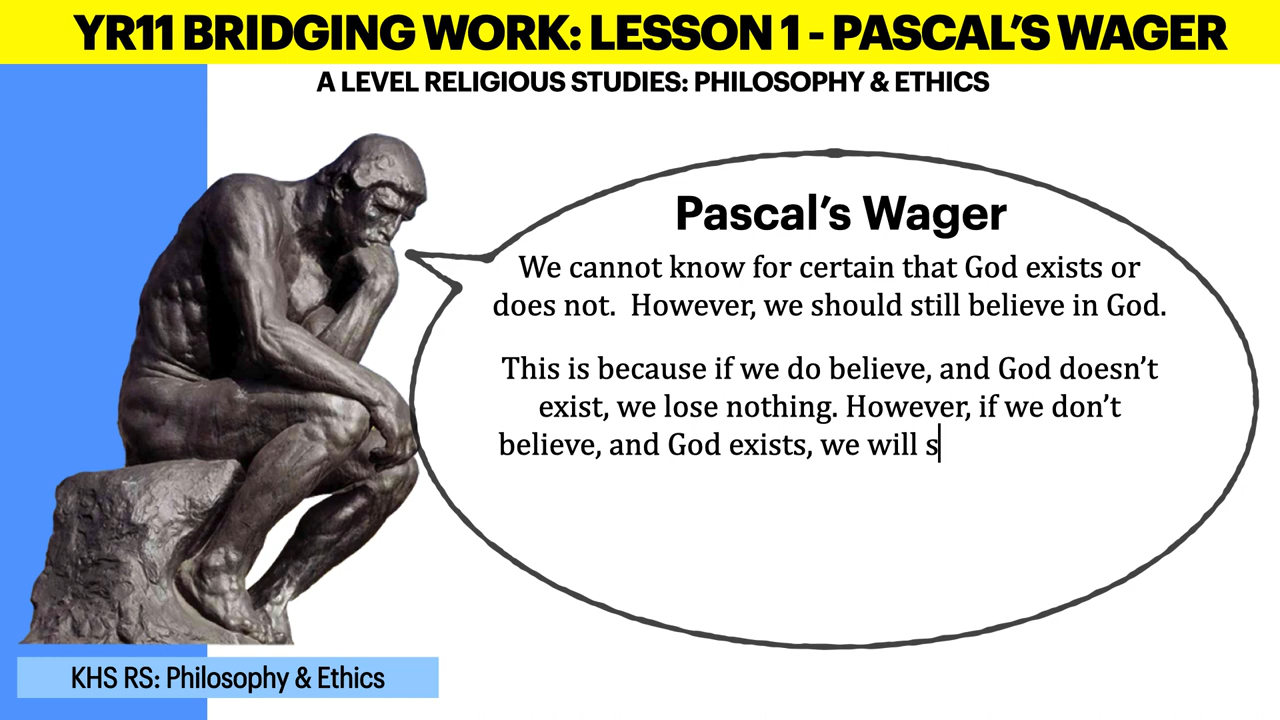 YR11 BRIDGING WORK: LESSON 1 - PASCAL’S WAGER
A LEVEL RELIGIOUS STUDIES: PHILOSOPHY & ETHICS
Pascal’s Wager
We cannot know for certain that God exists or
does not.  However, we should still believe in God.
This is because if we do believe, and God doesn’t
exist, we lose nothing. However, if we don’t
believe, and God exists, we will s
KHS RS: Philosophy & Ethics